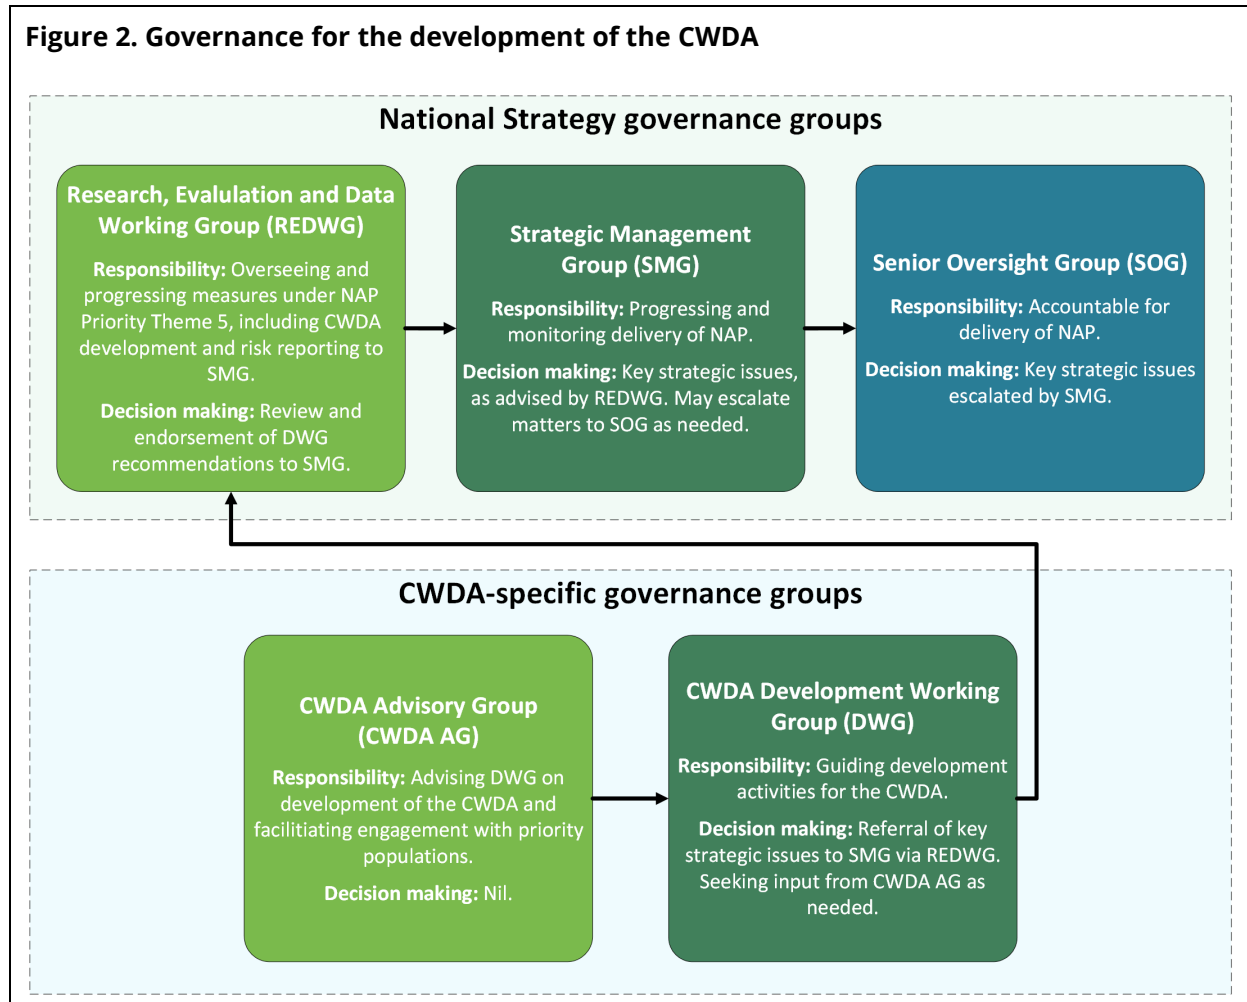 Figure 2. Governance for the development of the CWDA
National Strategy governance groups
Research, Evalulation and Data
Working Group (REDWG)
Responsibility: Overseeing and
progressing measures under NAP
Priority Theme 5, including CWDA
development and risk reporting to
SMG.
Decision making: Review and
endorsement of DWG
recommendations to SMG.
Strategic Management
Group (SMG)
Responsibility: Progressing and
monitoring delivery of NAP.
Decision making: Key strategic issues,
as advised by REDWG. May escalate
matters to SOG as needed.
Senior Oversight Group (SOG)
Responsibility: Accountable for
delivery of NAP.
Decision making: Key strategic issues
escalated by SMG.
CWDA-specific governance groups
CWDA Advisory Group
(CWDA AG)
Responsibility: Advising DWG on
development of the CWDA and
facilitiating engagement with priority
populations.
Decision making: Nil.
CWDA Development Working
Group (DWG)
Responsibility: Guiding development
activities for the CWDA.
Decision making: Referral of key
strategic issues to SMG via REDWG.
Seeking input from CWDA AG as
needed.